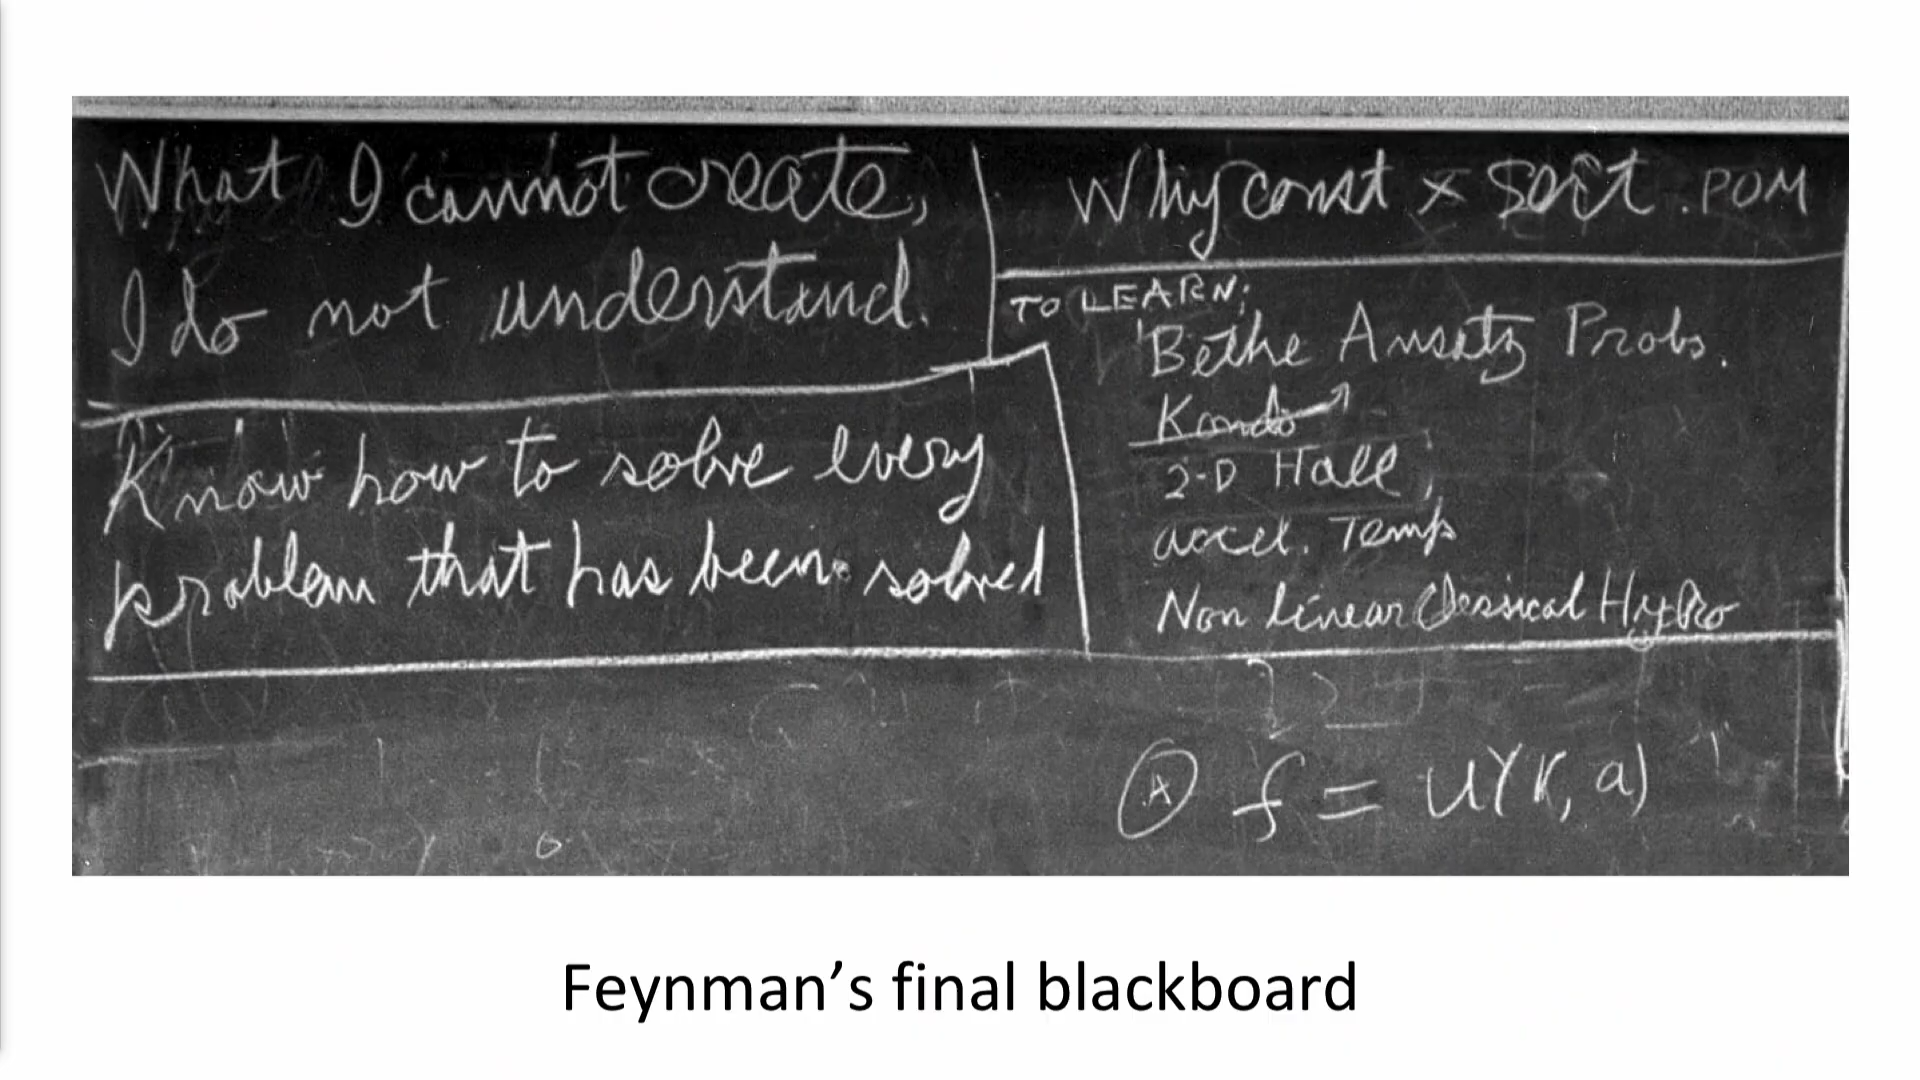 What I cannot create,
I do not understand.
Know how to solve every
problem that has been solved
Why const × sort. POM
TO LEARN:
Bethe Ansatz Probs.
Kondo
2-D Hall
accel. Temp
Non linear Classical Hydro
Ⓐ f = u(r, a)
Feynman’s final blackboard